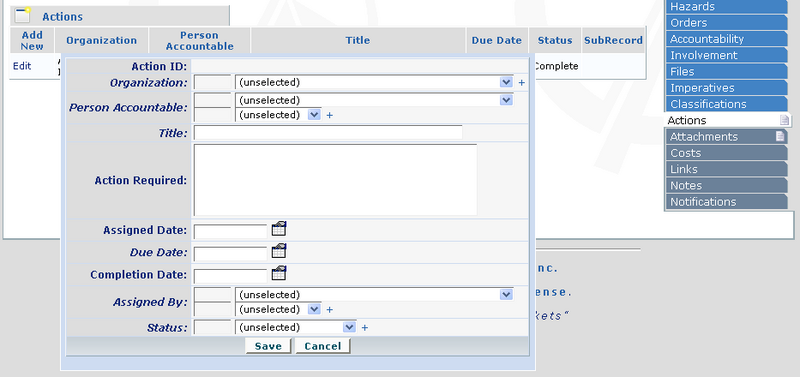 Actions
Add New
Organization
Person Accountable
Title
Due Date
Status
SubRecord
Edit
Complete
Action ID:
Organization:
(unselected)
+
Person Accountable:
(unselected)
(unselected)
+
Title:
Action Required:
Assigned Date:
Due Date:
Completion Date:
Assigned By:
(unselected)
(unselected)
+
Status:
(unselected)
+
Save
Cancel
Hazards
Orders
Accountability
Involvement
Files
Imperatives
Classifications
Actions
Attachments
Costs
Links
Notes
Notifications
nc.
ense.
kets"